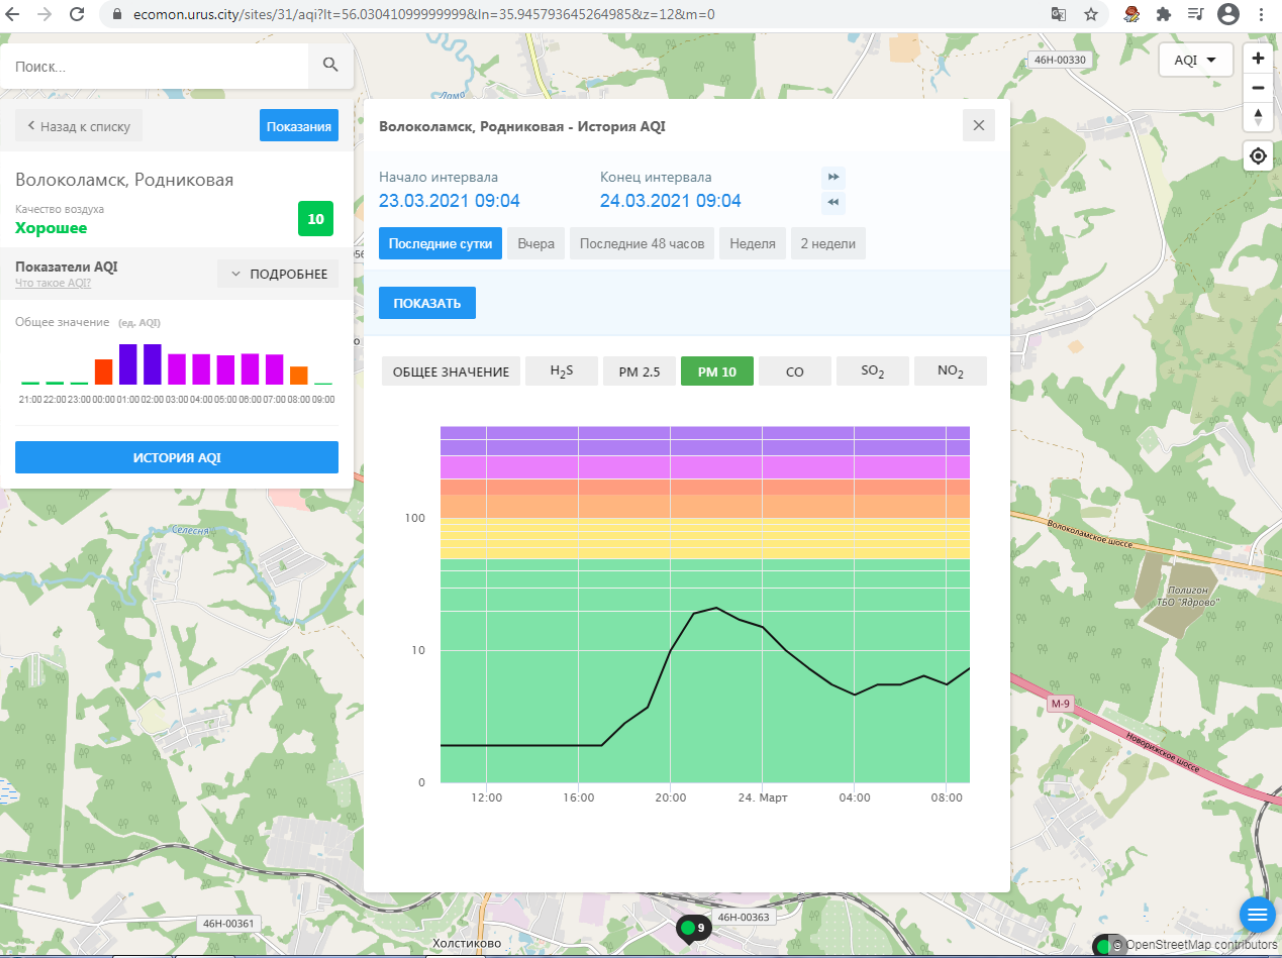 ecomon.urus.city/sites/31/aqi?lt=56.03041099999999&ln=35.945793645264985&z=12&m=0
Поиск...
Назад к списку
Показания
Волоколамск, Родниковая
Качество воздуха
Хорошее
10
Показатели AQI
Что такое AQI?
ПОДРОБНЕЕ
Общее значение (ед. AQI)
21:00 22:00 23:00 00:00 01:00 02:00 03:00 04:00 05:00 06:00 07:00 08:00 09:00
ИСТОРИЯ AQI
Волоколамск, Родниковая - История AQI
Начало интервала
23.03.2021 09:04
Конец интервала
24.03.2021 09:04
Последние сутки
Вчера
Последние 48 часов
Неделя
2 недели
ПОКАЗАТЬ
ОБЩЕЕ ЗНАЧЕНИЕ
H2S
PM 2.5
PM 10
CO
SO2
NO2
100
10
0
12:00 16:00 20:00 24. Март 04:00 08:00
AQI
46Н-00330
Лама
Селесня
Волоколамское шоссе
Полигон
ТБО "Ядрово"
М-9
Новорижское шоссе
46Н-00361
46Н-00363
9
Холстиково
© OpenStreetMap contributors